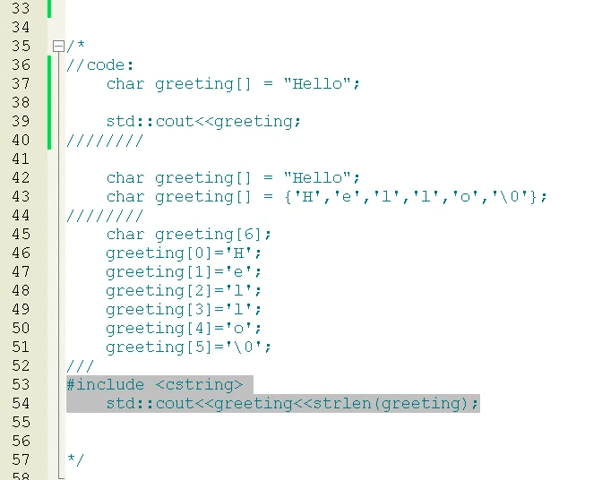 33
34
35 /*
36 //code:
37 char greeting[] = "Hello";
38
39 std::cout<<greeting;
40 ////////
41
42 char greeting[] = "Hello";
43 char greeting[] = {'H','e','l','l','o','\0'};
44 ////////
45 char greeting[6];
46 greeting[0]='H';
47 greeting[1]='e';
48 greeting[2]='l';
49 greeting[3]='l';
50 greeting[4]='o';
51 greeting[5]='\0';
52 ///
53 #include <cstring>
54 std::cout<<greeting<<strlen(greeting);
55
56
57 */
58